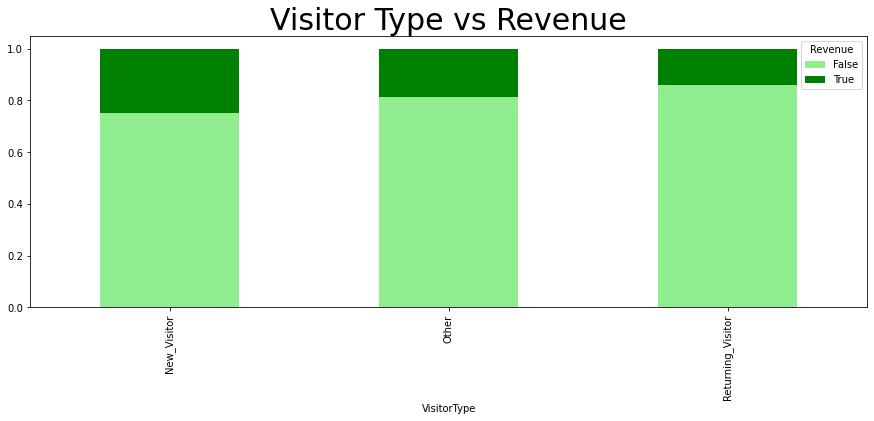 Visitor Type vs Revenue
Revenue
False
True
1.0
0.8
0.6
0.4
0.2
0.0
New_Visitor
Other
Returning_Visitor
VisitorType